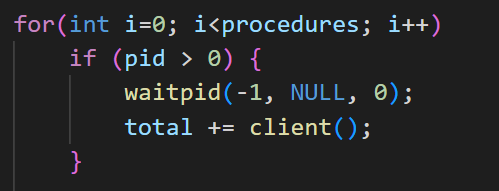 for(int i=0; i<procedures; i++)
    if (pid > 0) {
        waitpid(-1, NULL, 0);
        total += client();
    }